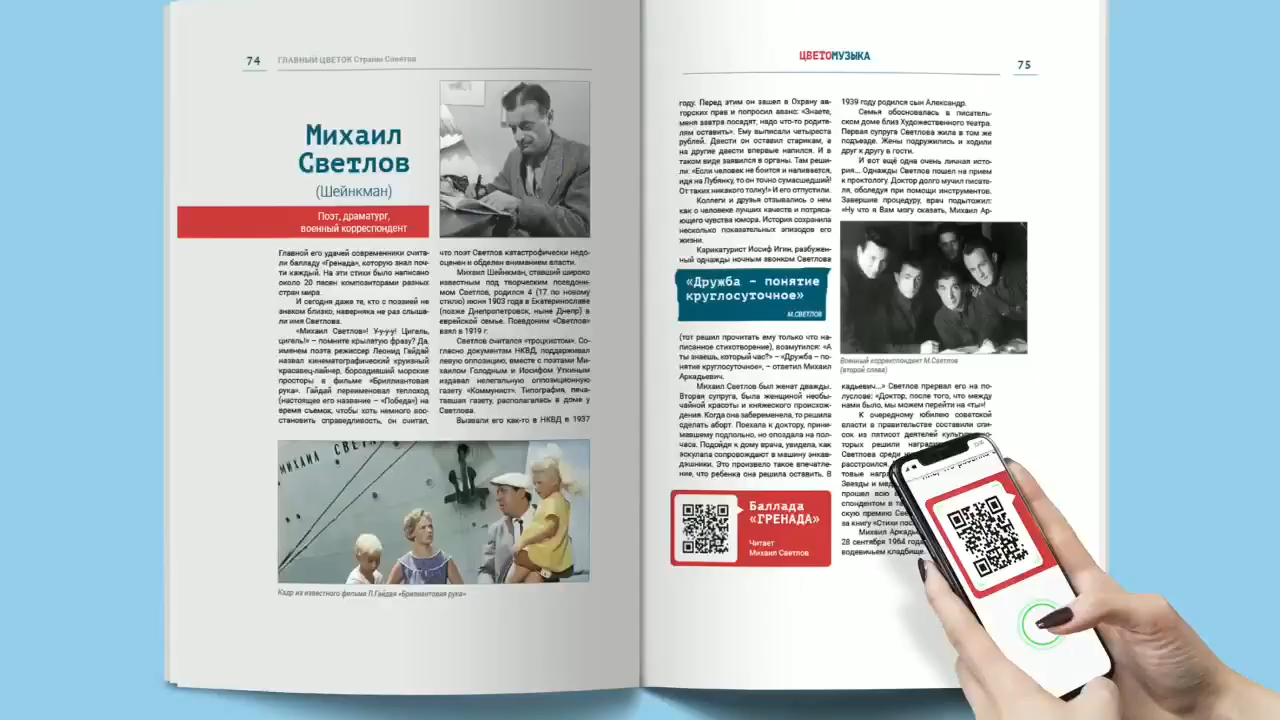 74
ГЛАВНЫЙ ЦВЕТОК Страны Советов
Михаил
Светлов
(Шейнкман)
Поэт, драматург,
военный корреспондент
Главной его удачей современники счита-
ли балладу «Гренада», которую знал поч-
ти каждый. На эти стихи было написано
около 20 песен композиторами разных
стран мира.
И сегодня даже те, кто с поэзией не
знаком близко, наверняка не раз слыша-
ли имя Светлова.
«Михаил Светлов»! У-у-у-у! Цигель,
цигель!» – помните крылатую фразу? Да,
именем поэта режиссер Леонид Гайдай
назвал кинематографический круизный
красавец-лайнер, бороздивший морские
просторы в фильме «Бриллиантовая
рука». Гайдай переименовал теплоход
(настоящее его название – «Победа») на
время съемок, чтобы хоть немного вос-
становить справедливость, он считал,
что поэт Светлов катастрофически недо-
оценен и обделен вниманием власти.
Михаил Шейнкман, ставший широко
известным под творческим псевдони-
мом Светлов, родился 4 (17 по новому
стилю) июня 1903 года в Екатеринославе
(позже Днепропетровск, ныне Днепр) в
еврейской семье. Псевдоним «Светлов»
взял в 1919 г.
Светлов считался «троцкистом». Со-
гласно документам НКВД, поддерживал
левую оппозицию, вместе с поэтами Ми-
хаилом Голодным и Иосифом Уткиным
издавал нелегальную оппозиционную
газету «Коммунист». Типография, печа-
тавшая газету, располагалась в доме у
Светлова.
Вызвали его как-то в НКВД в 1937
МИХАИЛ СВЕТ
Кадр из известного фильма Л.Гайдая «Брилиантовая рука»
ЦВЕТОМУЗЫКА
75
году. Перед этим он зашел в Охрану ав-
горских прав и попросил аванс: «Знаете,
меня завтра посадят, надо что-то родите-
лям оставить». Ему выписали четыреста
рублей. Двести он оставил старикам, а
на другие двести впервые напился. И в
таком виде заявился в органы. Там реши-
ли: «Если человек не боится и напивается,
идя на Лубянку, то он точно сумасшедший!
От таких никакого толку!» И его отпустили.
Коллеги и друзья отзывались о нем
как о человеке лучших качеств и потряса-
ющего чувства юмора. История сохранила
несколько показательных эпизодов его
жизни.
Карикатурист Иосиф Игин, разбужен-
ный однажды ночным звонком Светлова
«Дружба – понятие
круглосуточное»
М.СВЕТЛОВ
(тот решил прочитать ему только что на-
писанное стихотворение), возмутился: «А
ты знаешь, который час?» – «Дружба – по-
нятие круглосуточное», – ответил Михаил
Аркадьевич.
Михаил Светлов был женат дважды.
Вторая супруга, была женщиной необы-
чайной красоты и княжеского происхож-
дения. Когда она забеременела, то решила
сделать аборт. Поехала к доктору, прини-
мавшему подпольно, но опоздала на пол-
часа. Подойдя к дому врача, увидела, как
эскулапа сопровождают в машину энкав-
дэшники. Это произвело такое впечатле-
ние, что ребенка она решила оставить. В
Баллада
«ГРЕНАДА»
Читает
Михаил Светлов
1939 году родился сын Александр.
Семья обосновалась в писатель-
ском доме близ Художественного театра.
Первая супруга Светлова жила в том же
подъезде. Жены подружились и ходили
друг к другу в гости.
И вот ещё одна очень личная исто-
рия... Однажды Светлов пошел на прием
к проктологу. Доктор долго мучил писате-
ля, обследуя при помощи инструментов.
Завершив процедуру, врач подытожил:
«Ну что я Вам могу сказать, Михаил Ар-
Военный корреспондент М.Светлов
(второй слева)
кадьевич...» Светлов прервал его на по-
луслове: «Доктор, после того, что между
нами было, мы можем перейти на «ты»!
К очередному юбилею советской
власти в правительстве составили спи-
сок из пятисот деятелей
торых решили
Светлова среди
расстроился.
товые
Звезды и
прошел всю
спондентом в
скую премию
за книгу «Стихи
Михаил
28 сентября 1964 года
водевичьем кладбище.